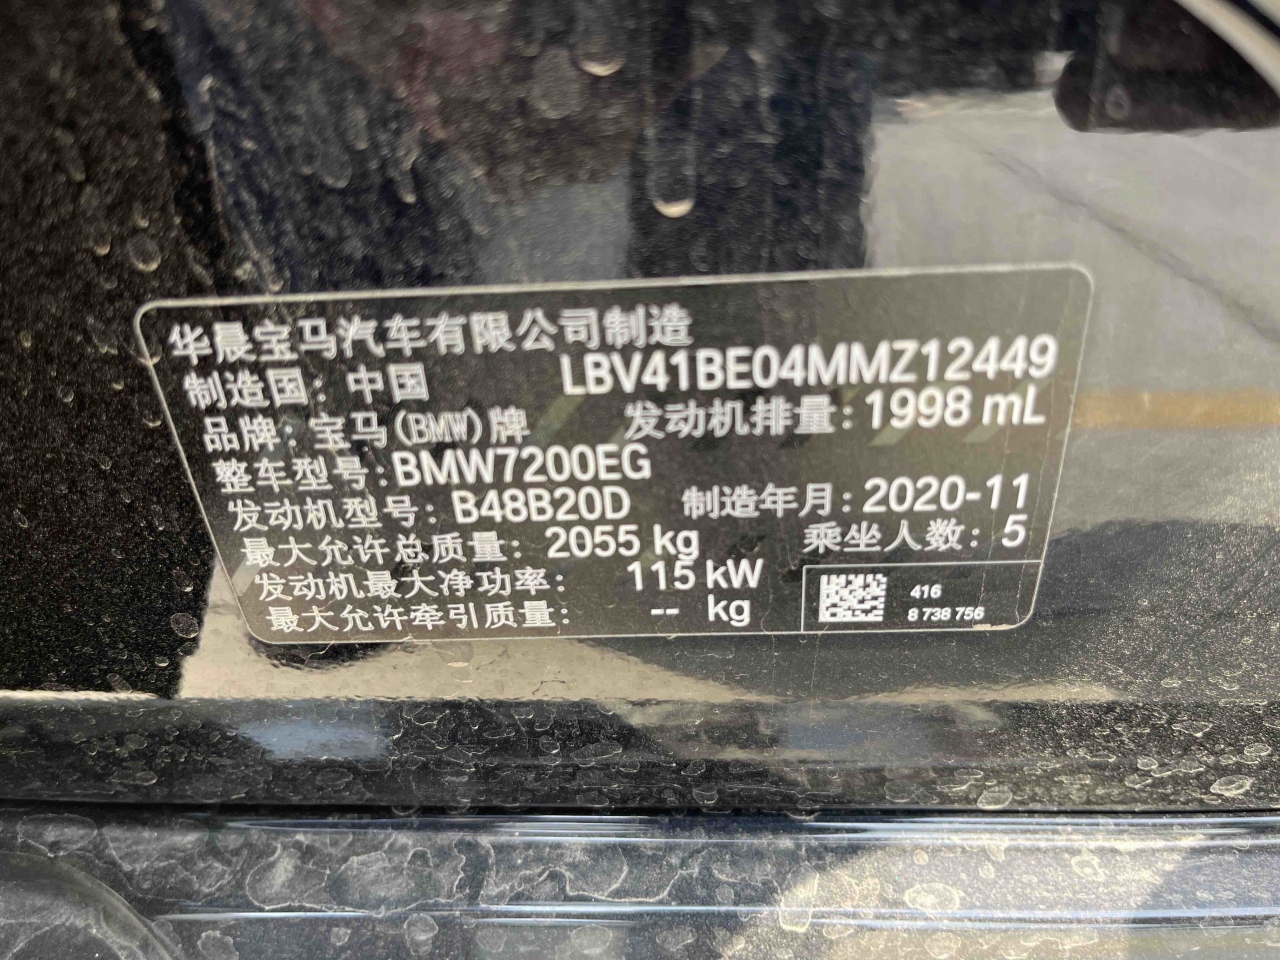 华晨宝马汽车有限公司制造
制造国：中国 LBV41BE04MMZ12449
品牌：宝马(BMW)牌 发动机排量：1998 mL
整车型号：BMW7200EG
发动机型号：B48B20D 制造年月：2020-11
最大允许总质量：2055 kg 乘坐人数：5
发动机最大净功率：115 kW
最大允许牵引质量：-- kg
416
8 738 756